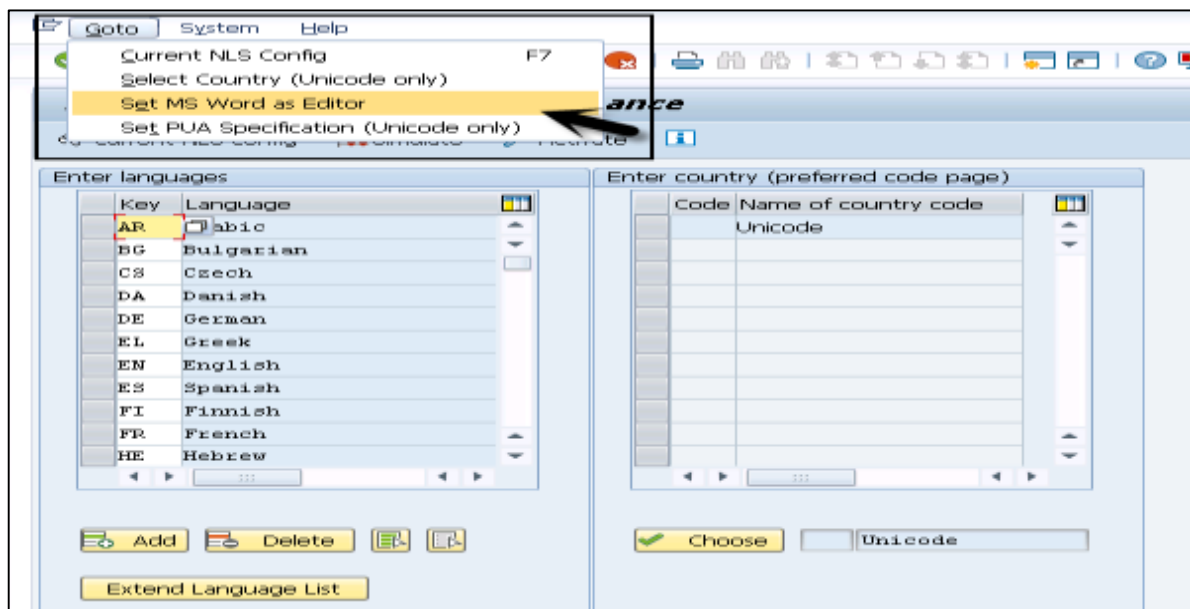 Goto System Help
Current NLS Config F7
Select Country (Unicode only)
Set MS Word as Editor
ance
Set PUA Specification (Unicode only)
Enter languages
Key Language
AR abic
BG Bulgarian
CS Czech
DA Danish
DE German
EL Greek
EN English
ES Spanish
FI Finnish
FR French
HE Hebrew
Add Delete
Extend Language List
Enter country (preferred code page)
Code Name of country code
Unicode
Choose Unicode